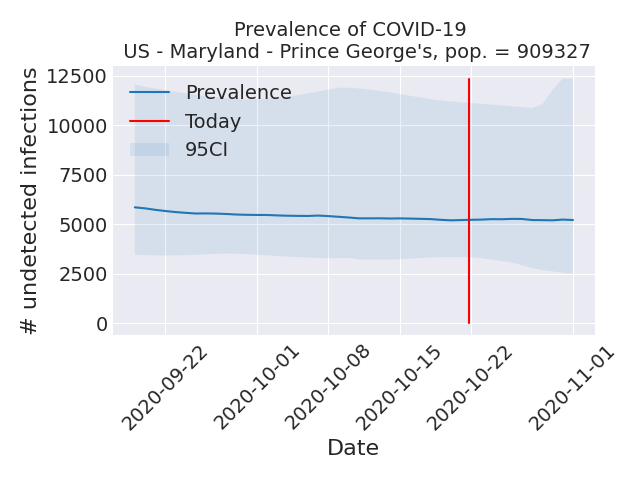 Prevalence of COVID-19
US - Maryland - Prince George's, pop. = 909327
# undetected infections
12500
10000
7500
5000
2500
0
Prevalence
Today
95CI
2020-09-22
2020-10-01
2020-10-08
2020-10-15
2020-10-22
2020-11-01
Date